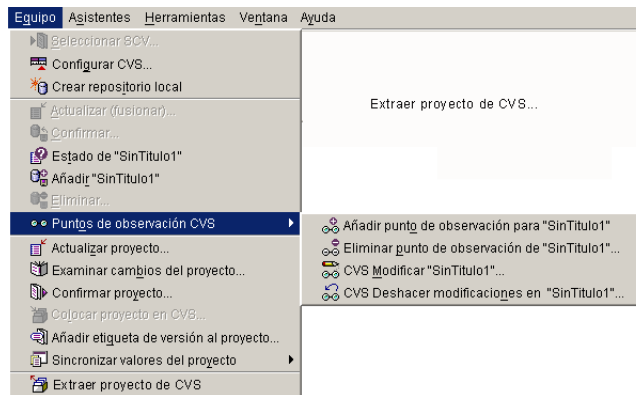 Equipo Asistentes Herramientas Ventana Ayuda
Seleccionar SCV...
Configurar CVS...
Crear repositorio local
Actualizar (fusionar)...
Confirmar...
Estado de "SinTitulo1"
Añadir "SinTitulo1"
Eliminar...
Puntos de observación CVS
Actualizar proyecto...
Examinar cambios del proyecto...
Confirmar proyecto...
Colocar proyecto en CVS...
Añadir etiqueta de versión al proyecto...
Sincronizar valores del proyecto
Extraer proyecto de CVS
Extraer proyecto de CVS...
Añadir punto de observación para "SinTitulo1"
Eliminar punto de observación de "SinTitulo1"...
CVS Modificar "SinTitulo1"...
CVS Deshacer modificaciones en "SinTitulo1"...